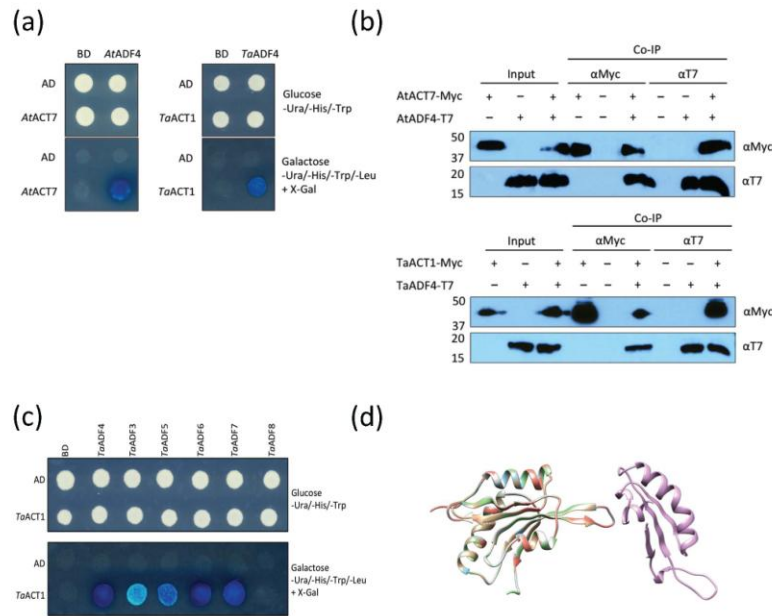 (a)
BD AtADF4
AD
AtACT7
AD
AtACT7
BD TaADF4
AD
TaACT1
AD
TaACT1
Glucose
-Ura/-His/-Trp
Galactose
-Ura/-His/-Trp/-Leu
+ X-Gal
(b)
Co-IP
Input αMyc αT7
AtACT7-Myc + – + + – + – – +
AtADF4-T7 – + + – – + – + +
50
37
αMyc
20
15
αT7
Co-IP
Input αMyc αT7
TaACT1-Myc + – + + – + – – +
TaADF4-T7 – + + – – + – + +
50
37
αMyc
20
15
αT7
(c)
BD TaADF4 TaADF3 TaADF5 TaADF6 TaADF7 TaADF8
AD
TaACT1
Glucose
-Ura/-His/-Trp
AD
TaACT1
Galactose
-Ura/-His/-Trp/-Leu
+ X-Gal
(d)